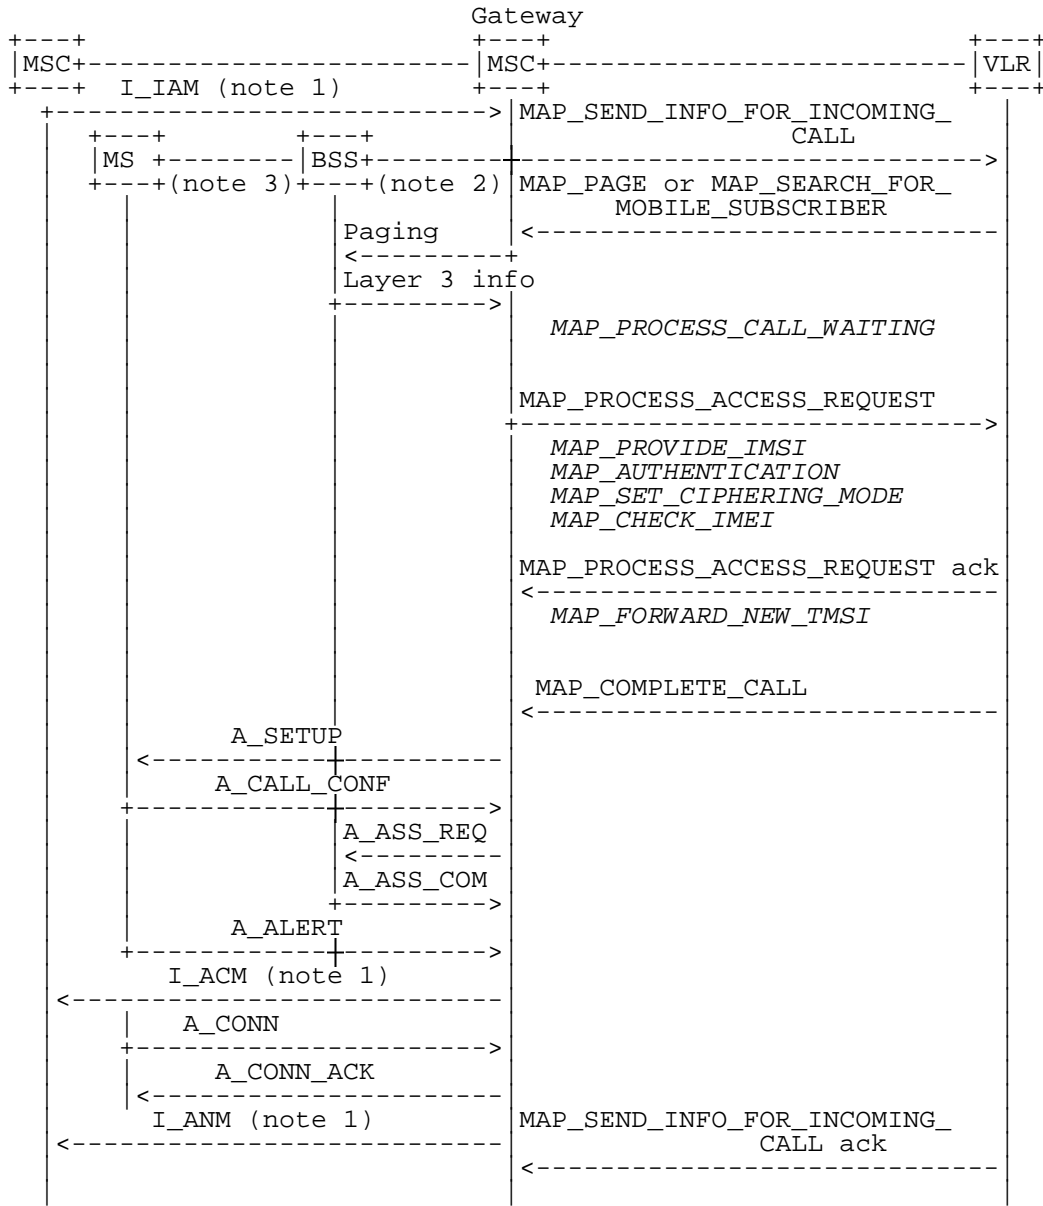 Gateway
MSC MSC VLR
I_IAM (note 1)
MAP_SEND_INFO_FOR_INCOMING_
CALL
MS BSS
(note 3) (note 2) MAP_PAGE or MAP_SEARCH_FOR_
MOBILE_SUBSCRIBER
Paging
Layer 3 info
MAP_PROCESS_CALL_WAITING
MAP_PROCESS_ACCESS_REQUEST
MAP_PROVIDE_IMSI
MAP_AUTHENTICATION
MAP_SET_CIPHERING_MODE
MAP_CHECK_IMEI
MAP_PROCESS_ACCESS_REQUEST ack
MAP_FORWARD_NEW_TMSI
MAP_COMPLETE_CALL
A_SETUP
A_CALL_CONF
A_ASS_REQ
A_ASS_COM
A_ALERT
I_ACM (note 1)
A_CONN
A_CONN_ACK
I_ANM (note 1) MAP_SEND_INFO_FOR_INCOMING_
CALL ack